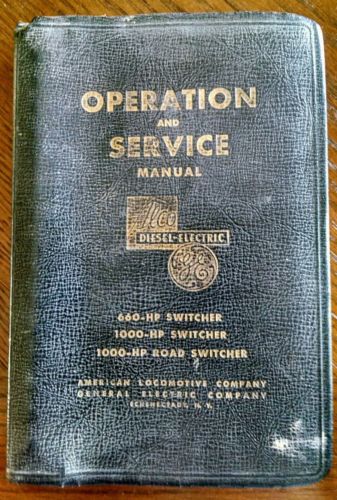 OPERATION
AND
SERVICE
MANUAL
Alco
DIESEL-ELECTRIC
GE
660-HP SWITCHER
1000-HP SWITCHER
1000-HP ROAD SWITCHER
AMERICAN LOCOMOTIVE COMPANY
GENERAL ELECTRIC COMPANY
SCHENECTADY, N. Y.